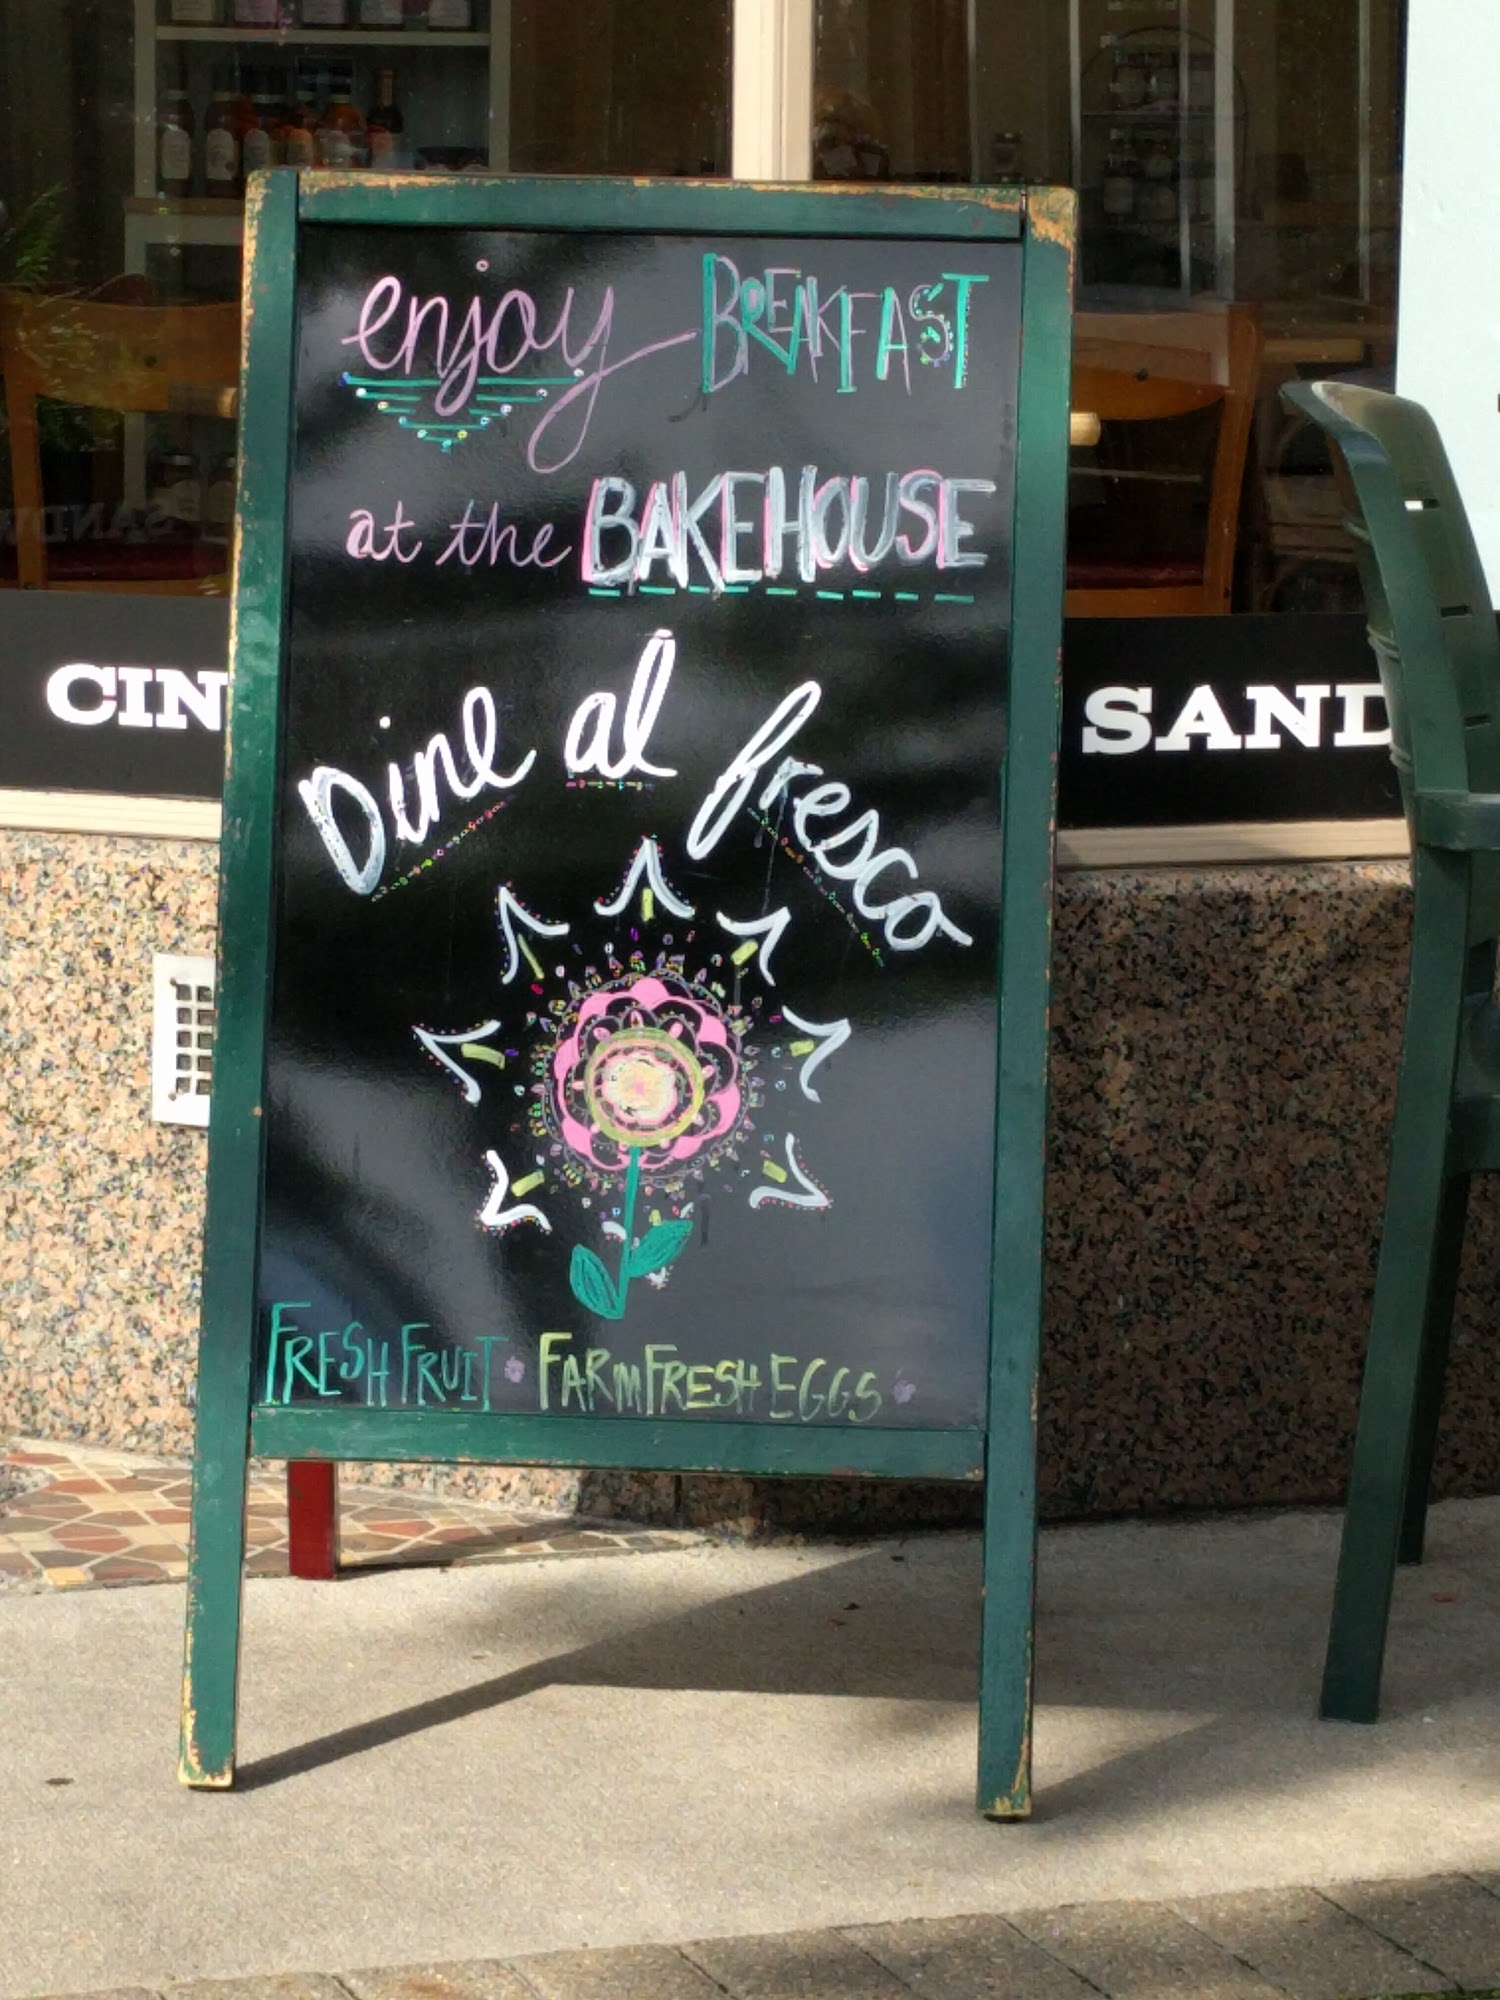 enjoy BREAKFAST
at the BAKEHOUSE
Dine al fresco
FRESH FRUIT • FARM FRESH EGGS •
CIN
SAND